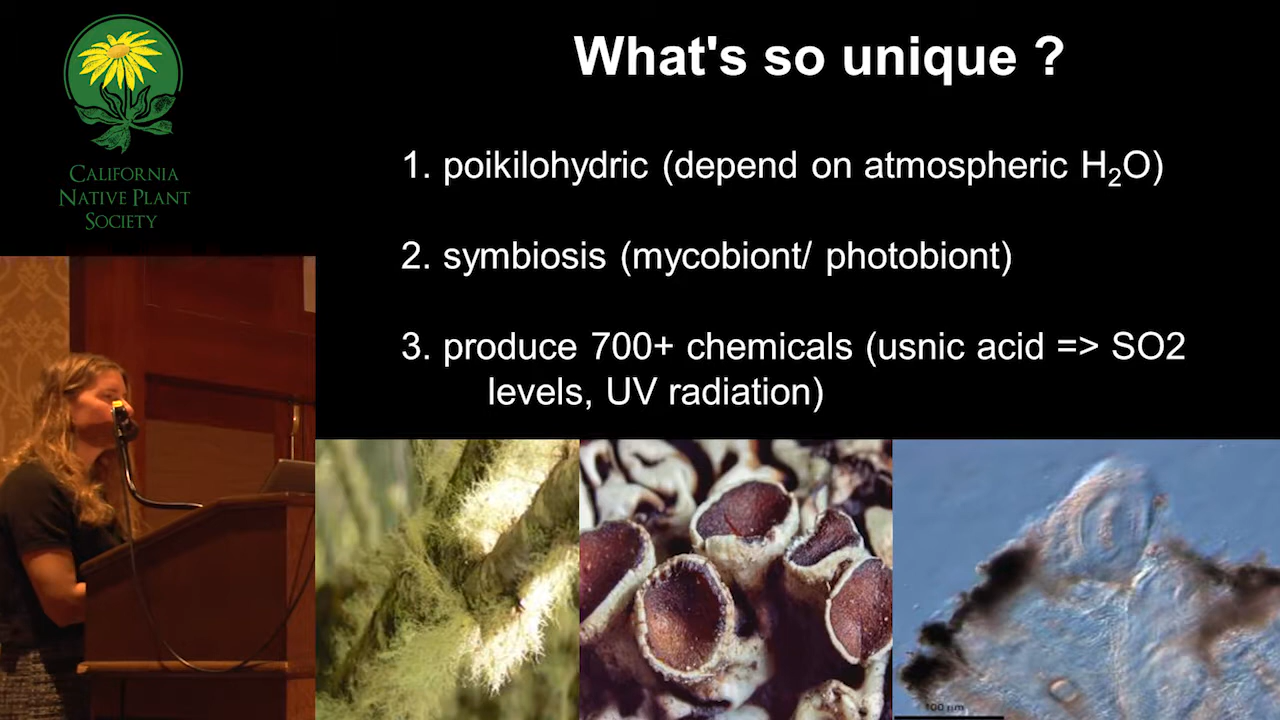 CALIFORNIA
NATIVE PLANT
SOCIETY
What's so unique ?
1. poikilohydric (depend on atmospheric H₂O)
2. symbiosis (mycobiont/ photobiont)
3. produce 700+ chemicals (usnic acid => SO2
levels, UV radiation)
100 nm